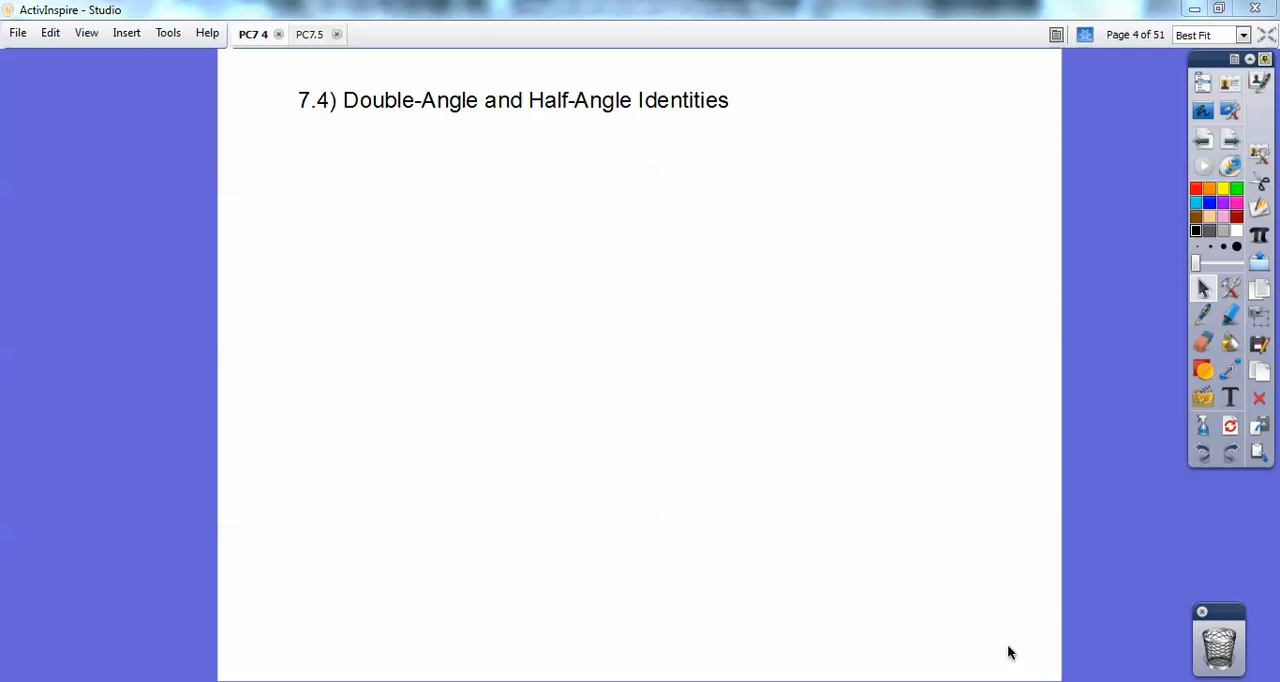 ActivInspire - Studio
File Edit View Insert Tools Help PC7 4 PC7.5 Page 4 of 51 Best Fit
7.4) Double-Angle and Half-Angle Identities